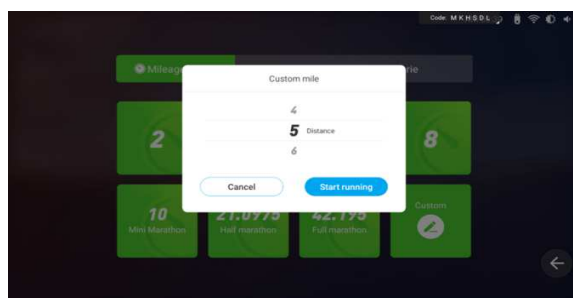 Code: M K H S D L
Mileage
rie
Custom mile
4
5 Distance
6
Cancel
Start running
2
8
10
Mini Marathon
21.0975
Half marathon
42.195
Full marathon
Custom